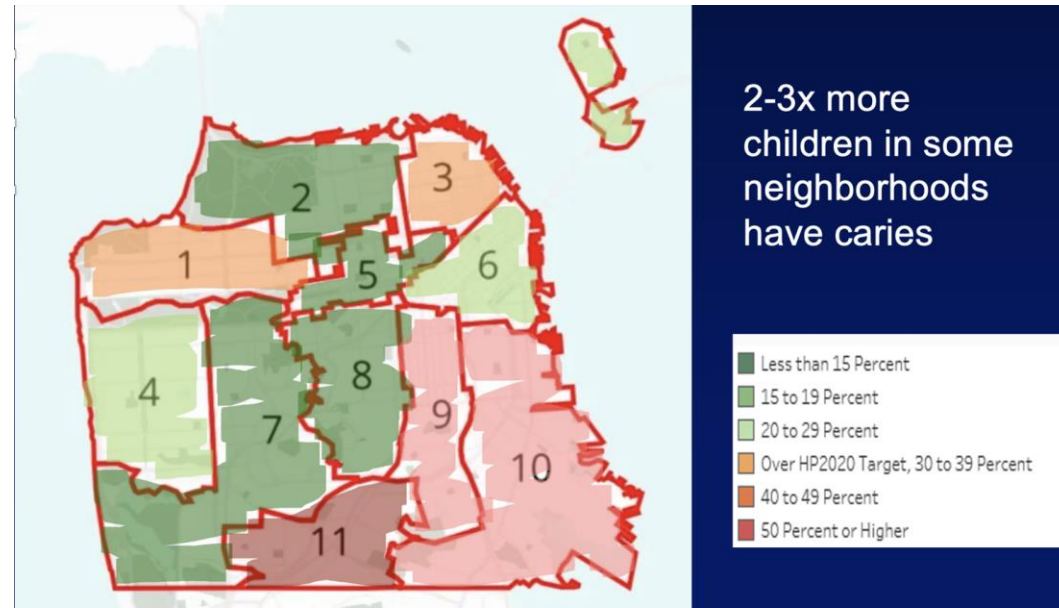 2-3x more
children in some
neighborhoods
have caries
1
2
3
4
5
6
7
8
9
10
11
Less than 15 Percent
15 to 19 Percent
20 to 29 Percent
Over HP2020 Target, 30 to 39 Percent
40 to 49 Percent
50 Percent or Higher